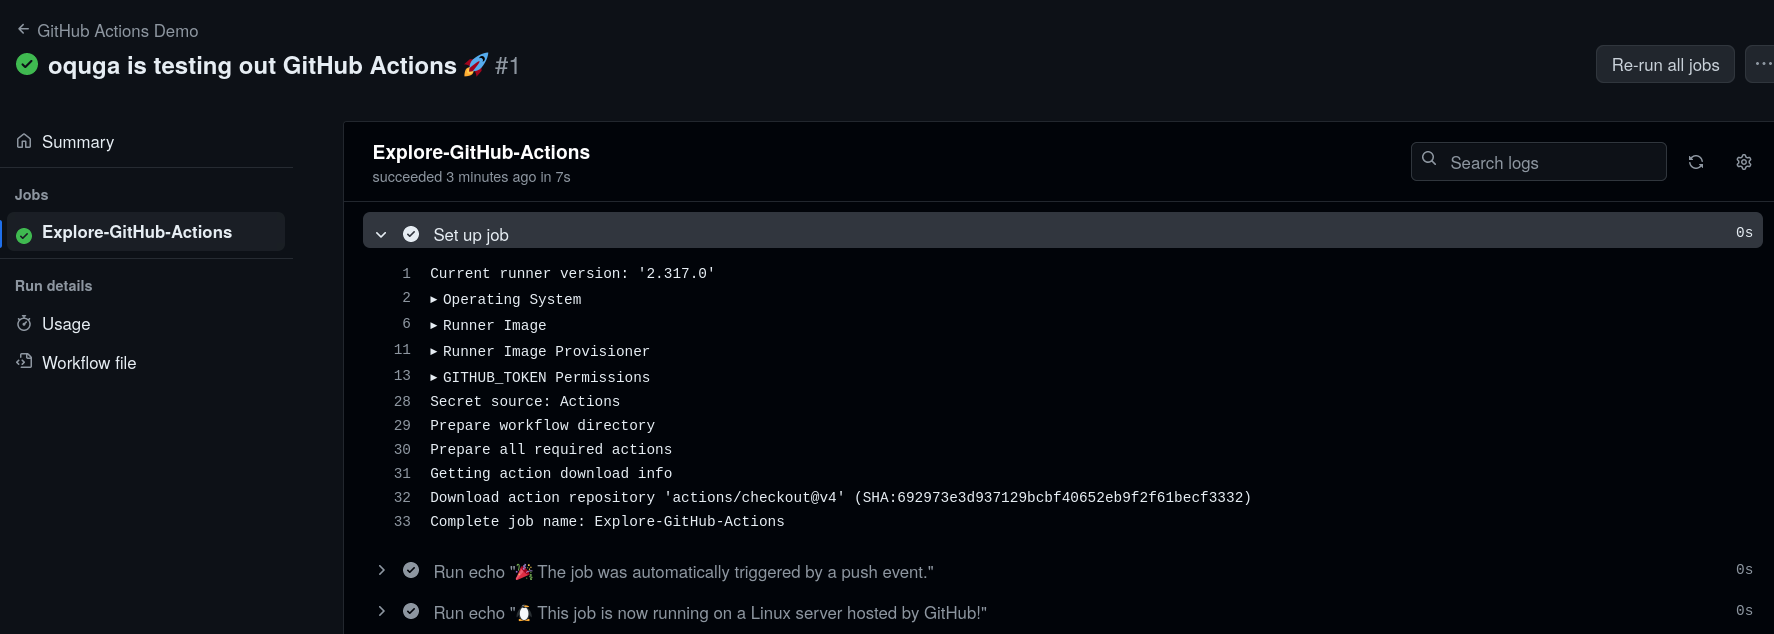 ← GitHub Actions Demo
oquga is testing out GitHub Actions 🚀 #1
Re-run all jobs
...
Summary
Jobs
Explore-GitHub-Actions
Run details
Usage
Workflow file
Explore-GitHub-Actions
succeeded 3 minutes ago in 7s
Search logs
Set up job 0s
1 Current runner version: '2.317.0'
2 ▸ Operating System
6 ▸ Runner Image
11 ▸ Runner Image Provisioner
13 ▸ GITHUB_TOKEN Permissions
28 Secret source: Actions
29 Prepare workflow directory
30 Prepare all required actions
31 Getting action download info
32 Download action repository 'actions/checkout@v4' (SHA:692973e3d937129bcbf40652eb9f2f61becf3332)
33 Complete job name: Explore-GitHub-Actions
Run echo "🎉 The job was automatically triggered by a push event." 0s
Run echo "🐧 This job is now running on a Linux server hosted by GitHub!" 0s